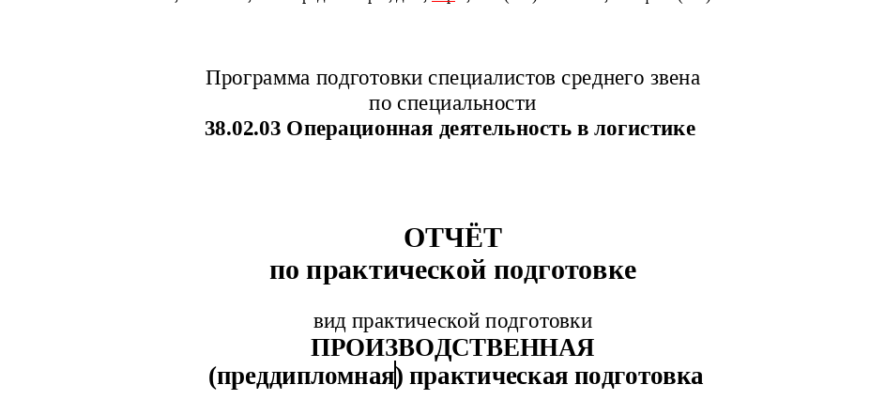 Программа подготовки специалистов среднего звена
по специальности
38.02.03 Операционная деятельность в логистике
ОТЧЁТ
по практической подготовке
вид практической подготовки
ПРОИЗВОДСТВЕННАЯ
(преддипломная) практическая подготовка